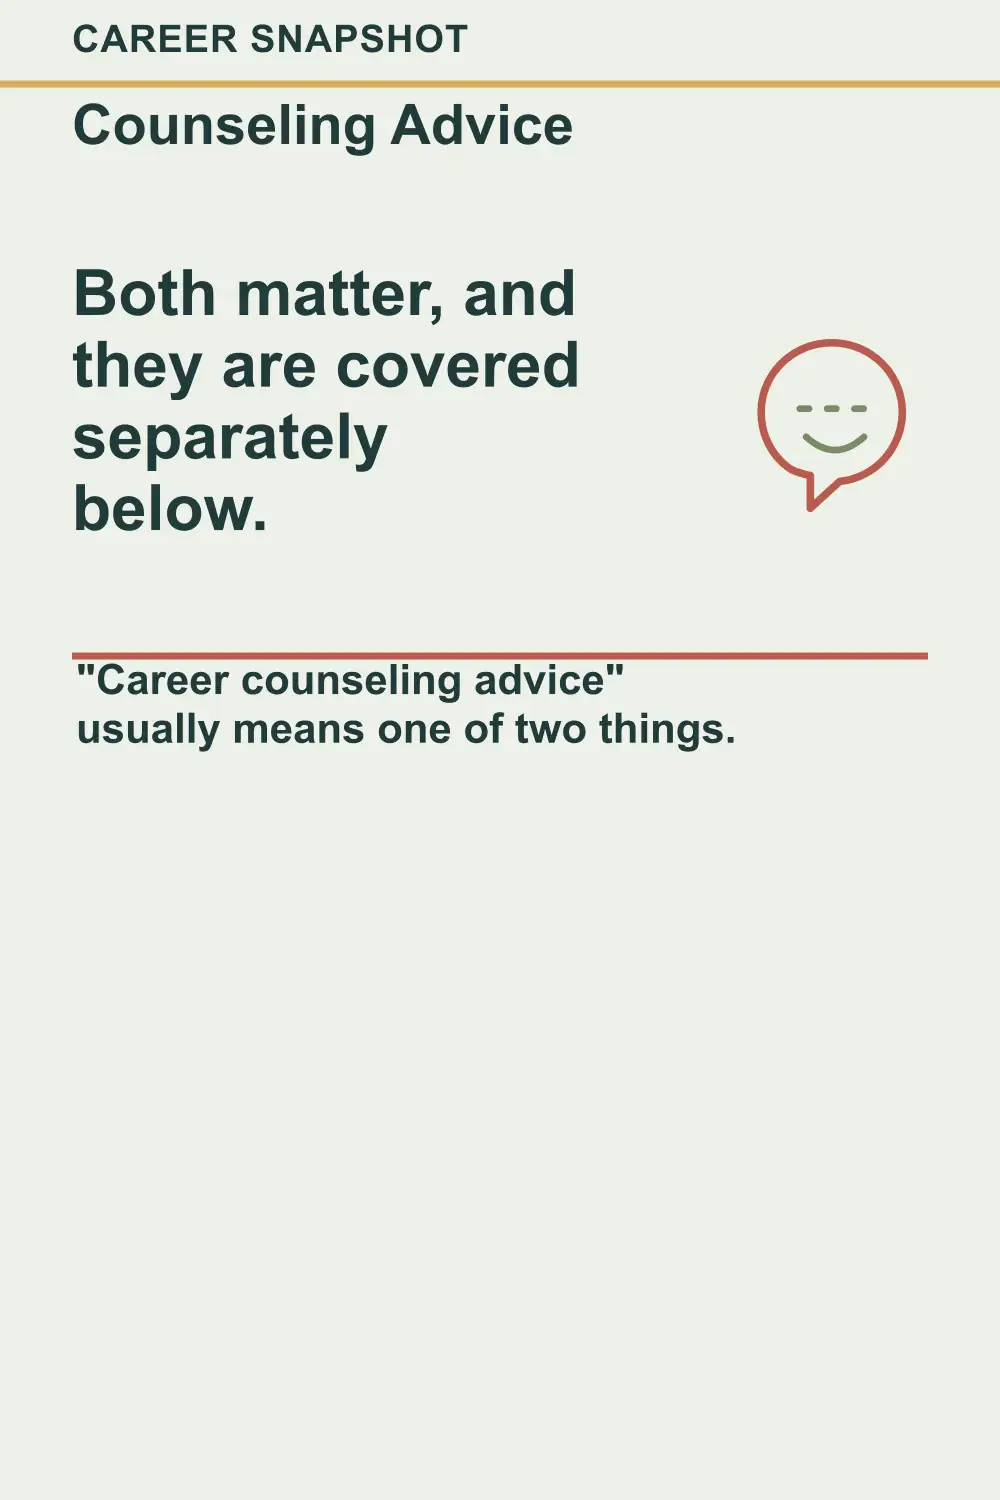 CAREER SNAPSHOT
Counseling Advice
Both matter, and
they are covered
separately
below.
"Career counseling advice"
usually means one of two things.